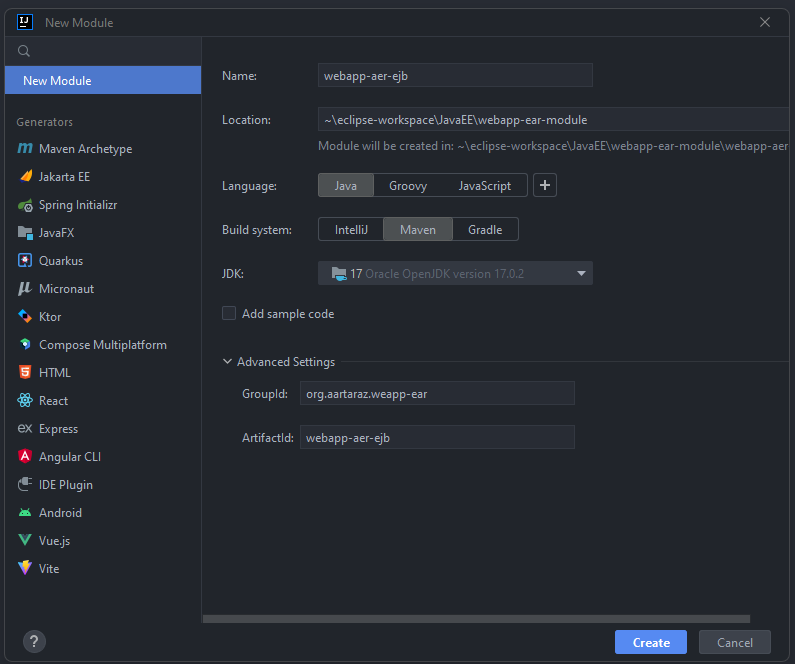 New Module
New Module
Name:
webapp-aer-ejb
Location:
~\eclipse-workspace\JavaEE\webapp-ear-module
Module will be created in: ~\eclipse-workspace\JavaEE\webapp-ear-module\webapp-aer
Generators
Maven Archetype
Jakarta EE
Spring Initializr
JavaFX
Quarkus
Micronaut
Ktor
Compose Multiplatform
HTML
React
Express
Angular CLI
IDE Plugin
Android
Vue.js
Vite
Language:
Java Groovy JavaScript +
Build system:
IntelliJ Maven Gradle
JDK:
17 Oracle OpenJDK version 17.0.2
Add sample code
Advanced Settings
GroupId:
org.aartaraz.weapp-ear
ArtifactId:
webapp-aer-ejb
?
Create Cancel